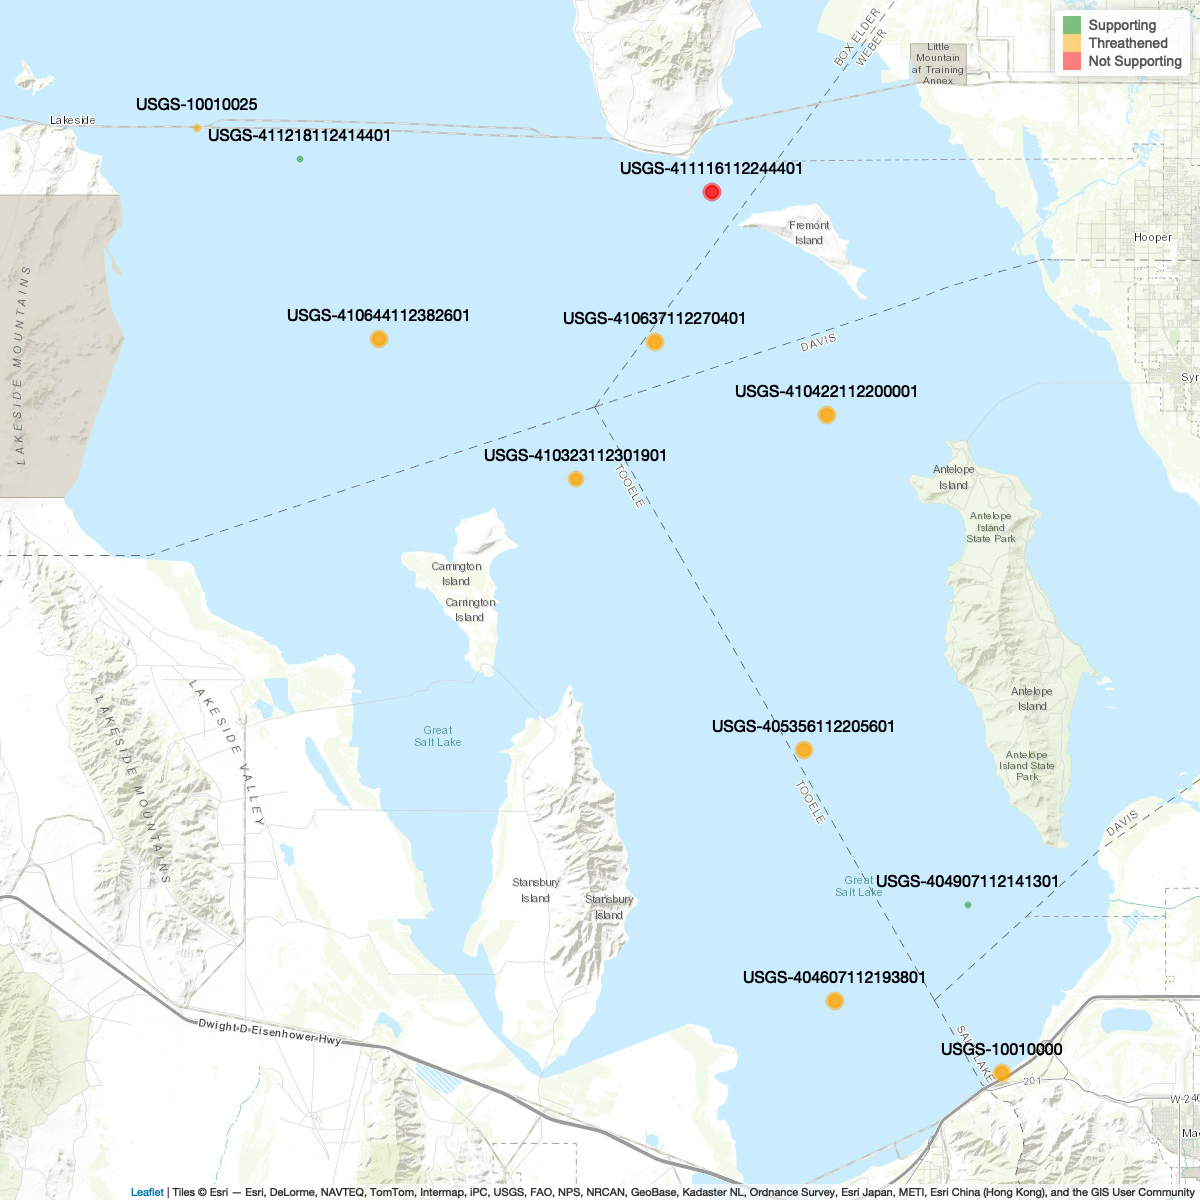 BOX ELDER
WEBER
Supporting
Threathened
Not Supporting
Little
Mountain
af Training
Annex
USGS-10010025
Lakeside
USGS-411218112414401
USGS-411116112244401
Fremont
Island
Hooper
LAKESIDE MOUNTAINS
USGS-410644112382601
USGS-410637112270401
DAVIS
Syr
USGS-410422112200001
USGS-410323112301901
TOOELE
Antelope
Island
Antelope
Island
State Park
Carrington
Island
Carrington
Island
LAKESIDE VALLEY
LAKESIDE MOUNTAINS
Antelope
Island
Great
Salt Lake
USGS-405356112205601
Antelope
Island State
Park
TOOELE
DAVIS
Great
Salt Lake
USGS-404907112141301
Stansbury
Island
Stansbury
Island
USGS-404607112193801
Dwight D Eisenhower Hwy
SALT LAKE
USGS-10010000
201
W-240
Ma
Leaflet | Tiles © Esri — Esri, DeLorme, NAVTEQ, TomTom, Intermap, iPC, USGS, FAO, NPS, NRCAN, GeoBase, Kadaster NL, Ordnance Survey, Esri Japan, METI, Esri China (Hong Kong), and the GIS User Community